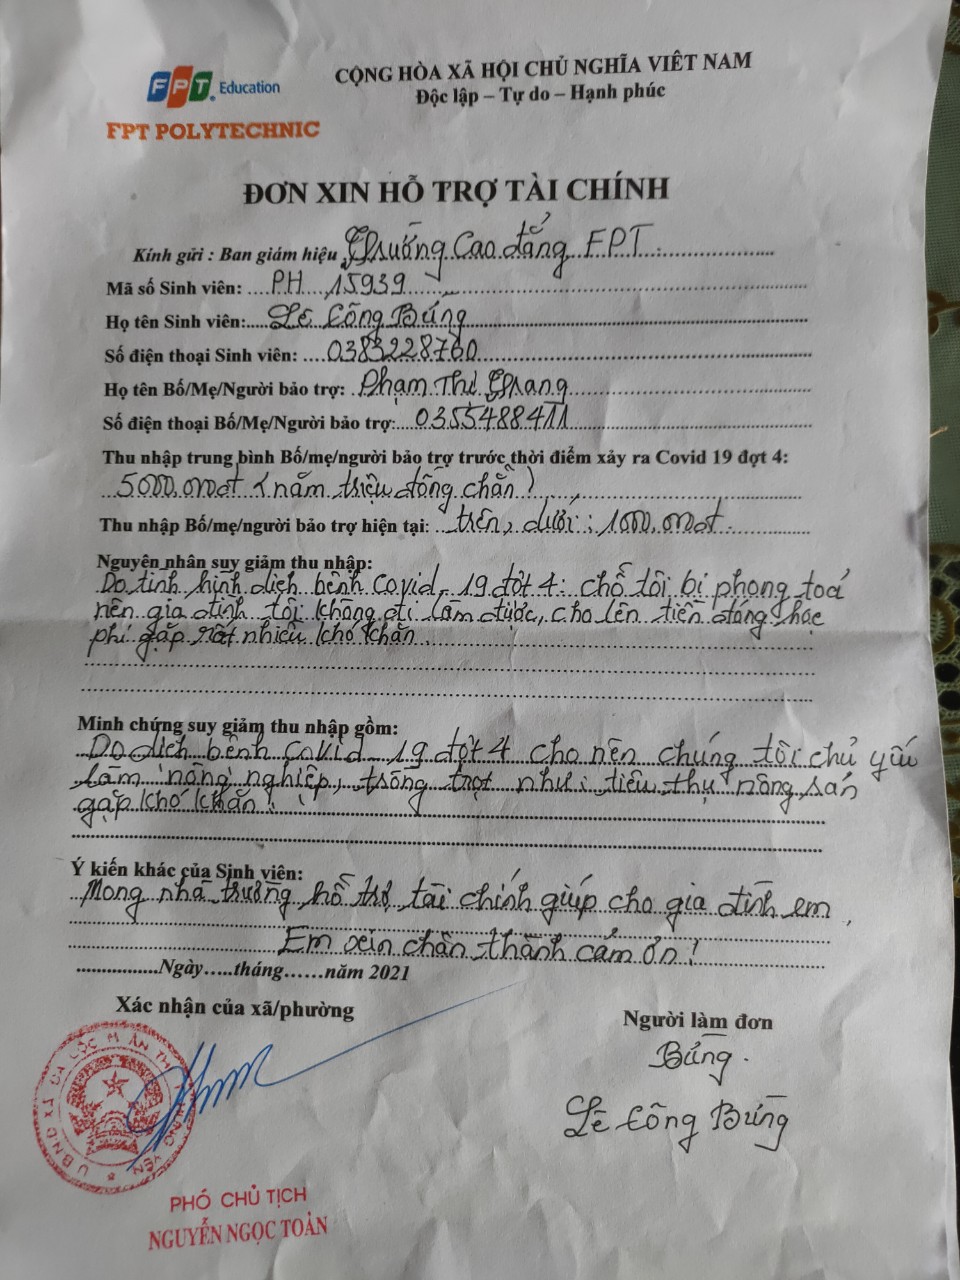 FPT. Education
FPT POLYTECHNIC
CỘNG HÒA XÃ HỘI CHỦ NGHĨA VIÊT NAM
Độc lập – Tự do – Hạnh phúc
ĐƠN XIN HỖ TRỢ TÀI CHÍNH
Kính gửi : Ban giám hiệu Trường Cao đẳng FPT
Mã số Sinh viên: PH 15939
Họ tên Sinh viên: Lê Công Bứng
Số điện thoại Sinh viên: 0383228760
Họ tên Bố/Mẹ/Người bảo trợ: Phạm Thị Trang
Số điện thoại Bố/Mẹ/Người bảo trợ: 0355488411
Thu nhập trung bình Bố/mẹ/người bảo trợ trước thời điểm xảy ra Covid 19 đợt 4:
5000.000đ ( năm triệu đồng chẵn )
Thu nhập Bố/mẹ/người bảo trợ hiện tại: trên, dưới : 1000.000đ.
Nguyên nhân suy giảm thu nhập:
Do tình hình dịch bệnh Covid 19 đợt 4: chỗ tôi bị phong toả
nên gia đình tôi không đi làm được, cho lên tiền đóng học
phí gặp rất nhiều khó khăn.
Minh chứng suy giảm thu nhập gồm:
Do dịch bệnh covid 19 đợt 4 cho nên chúng tôi chủ yếu
làm nông nghiệp, trồng trọt như : tiêu thụ nông sản
gặp khó khăn !
Ý kiến khác của Sinh viên:
Mong nhà trường hỗ trợ tài chính giúp cho gia đình em.
Em xin chân thành cảm ơn !
Ngày.....tháng......năm 2021
Xác nhận của xã/phường
Người làm đơn
Bứng.
Lê Công Bứng
UBND XÃ ĐA LỘC H. ÂN THI T. HƯNG YÊN
PHÓ CHỦ TỊCH
NGUYỄN NGỌC TOẢN